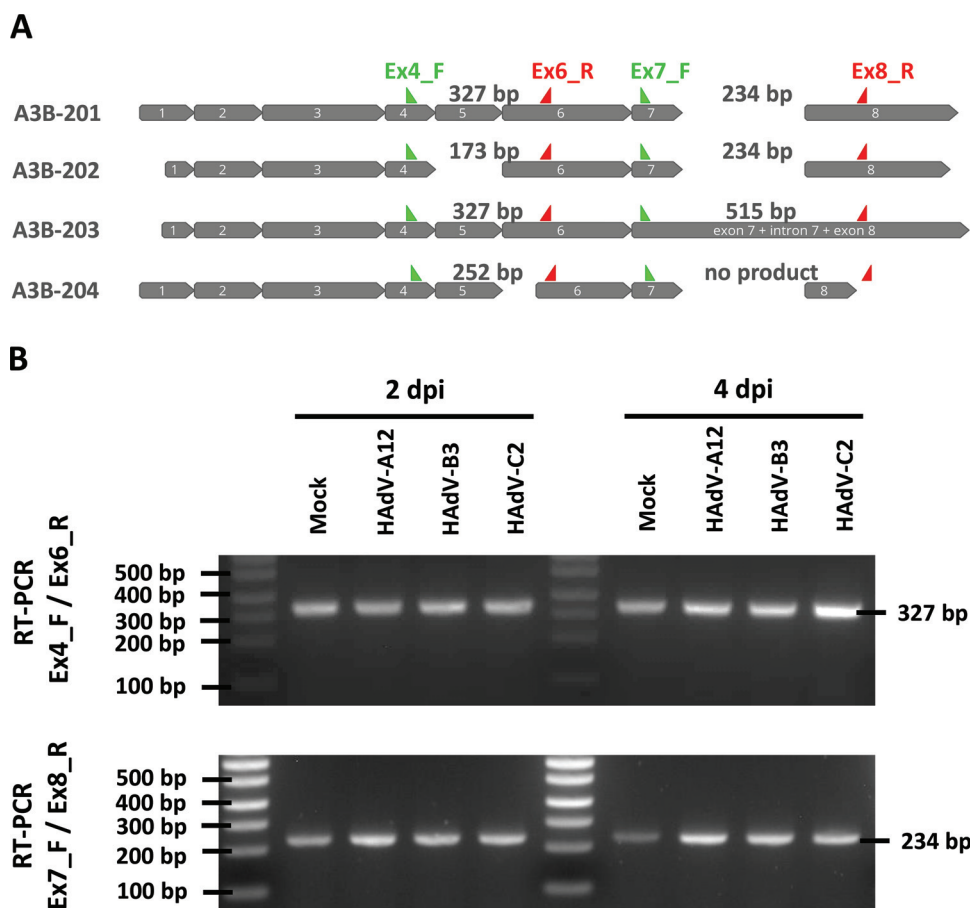 A
Ex4_F Ex6_R Ex7_F Ex8_R
327 bp 234 bp
A3B-201 1 2 3 4 5 6 7 8
173 bp 234 bp
A3B-202 1 2 3 4 6 7 8
327 bp 515 bp
A3B-203 1 2 3 4 5 6 exon 7 + intron 7 + exon 8
252 bp no product
A3B-204 1 2 3 4 5 6 7 8
B
2 dpi 4 dpi
Mock HAdV-A12 HAdV-B3 HAdV-C2 Mock HAdV-A12 HAdV-B3 HAdV-C2
RT-PCR
Ex4_F / Ex6_R
500 bp
400 bp
300 bp
200 bp
100 bp
327 bp
RT-PCR
Ex7_F / Ex8_R
500 bp
400 bp
300 bp
200 bp
100 bp
234 bp